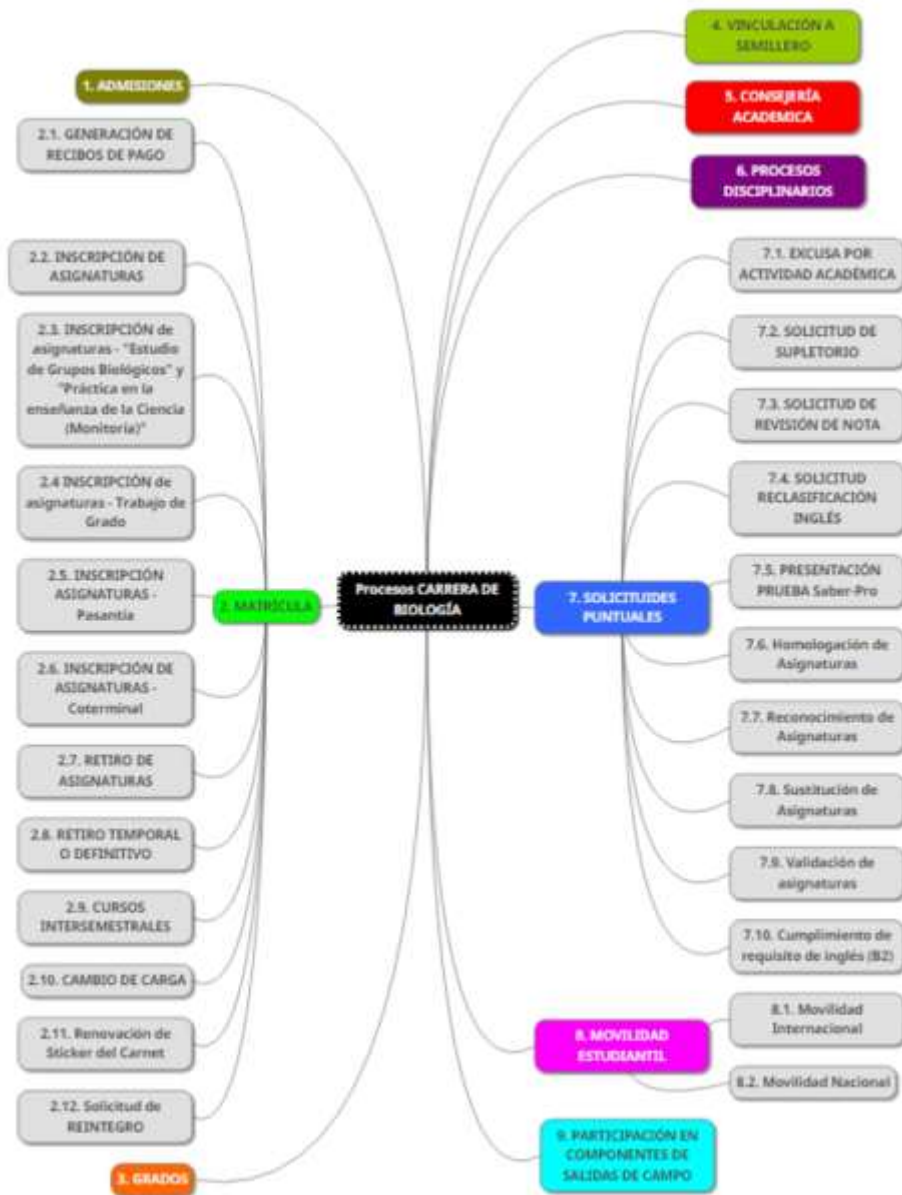 1. ADMISIONES
2.1. GENERACIÓN DE
RECIBOS DE PAGO
2.2. INSCRIPCIÓN DE
ASIGNATURAS
2.3. INSCRIPCIÓN de
asignaturas - "Estudio
de Grupos Biológicos" y
"Práctica en la
enseñanza de la Ciencia
(Monitoría)"
2.4 INSCRIPCIÓN de
asignaturas - Trabajo de
Grado
2.5. INSCRIPCIÓN
ASIGNATURAS -
Pasantía
2.6. INSCRIPCIÓN DE
ASIGNATURAS -
Coterminal
2.7. RETIRO DE
ASIGNATURAS
2.8. RETIRO TEMPORAL
O DEFINITIVO
2.9. CURSOS
INTERSEMESTRALES
2.10. CAMBIO DE CARGA
2.11. Renovación de
Sticker del Carnet
2.12. Solicitud de
REINTEGRO
3. GRADOS
2. MATRÍCULA
Procesos CARRERA DE
BIOLOGÍA
4. VINCULACIÓN A
SEMILLERO
5. CONSEJERÍA
ACADEMICA
6. PROCESOS
DISCIPLINARIOS
7. SOLICITUIDES
PUNTUALES
7.1. EXCUSA POR
ACTIVIDAD ACADÉMICA
7.2. SOLICITUD DE
SUPLETORIO
7.3. SOLICITUD DE
REVISIÓN DE NOTA
7.4. SOLICITUD
RECLASIFICACIÓN
INGLÉS
7.5. PRESENTACIÓN
PRUEBA Saber-Pro
7.6. Homologación de
Asignaturas
7.7. Reconocimiento de
Asignaturas
7.8. Sustitución de
Asignaturas
7.9. Validación de
asignaturas
7.10. Cumplimiento de
requisito de inglés (B2)
8. MOVILIDAD
ESTUDIANTIL
8.1. Movilidad
Internacional
8.2. Movilidad Nacional
9. PARTICIPACIÓN EN
COMPONENTES DE
SALIDAS DE CAMPO